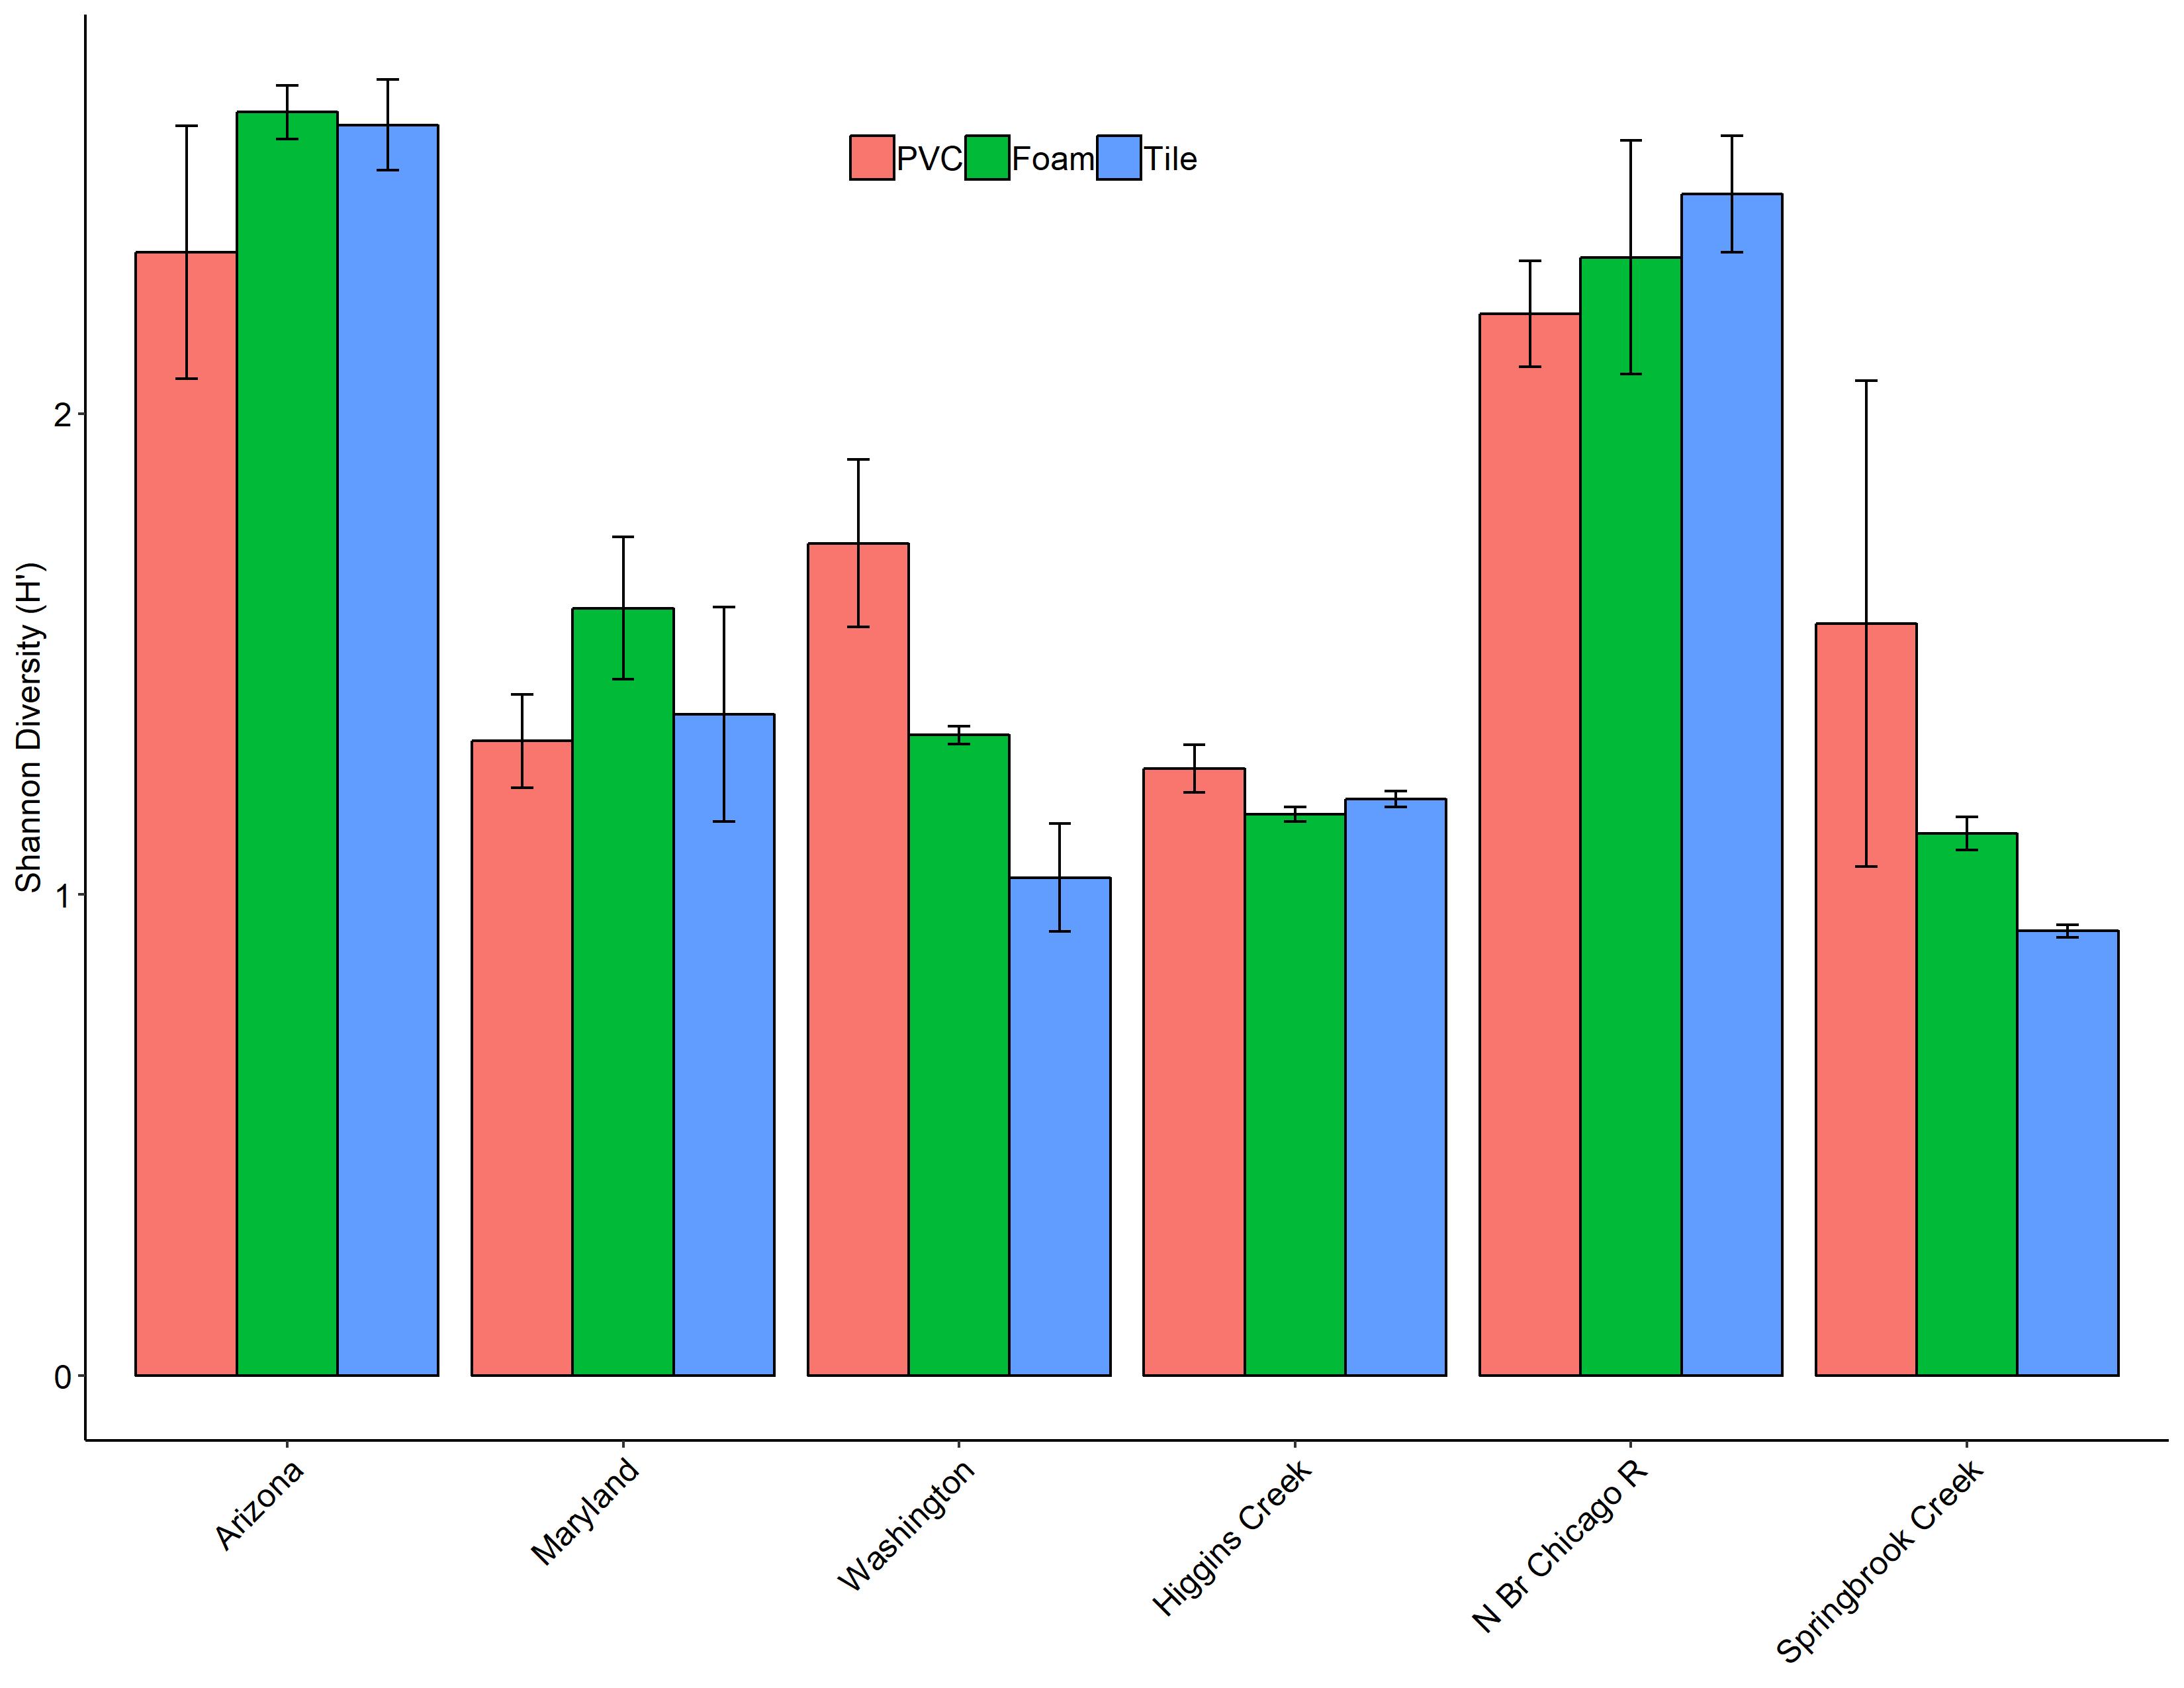 PVC Foam Tile
Shannon Diversity (H')
2
1
0
Arizona
Maryland
Washington
Higgins Creek
N Br Chicago R
Springbrook Creek